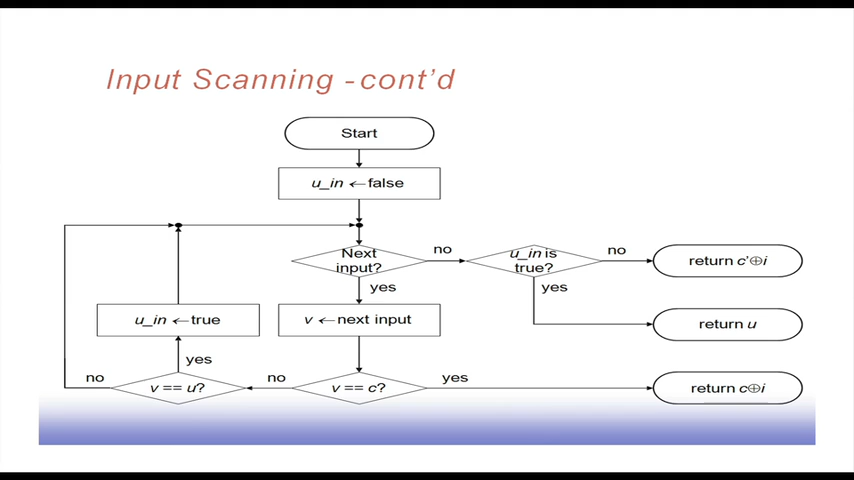 Input Scanning - cont'd
Start
u_in ←false
Next
input?
no
u_in is
true?
no
return c'⊕i
yes
yes
u_in ←true
v ←next input
return u
yes
no
v == u?
no
v == c?
yes
return c⊕i